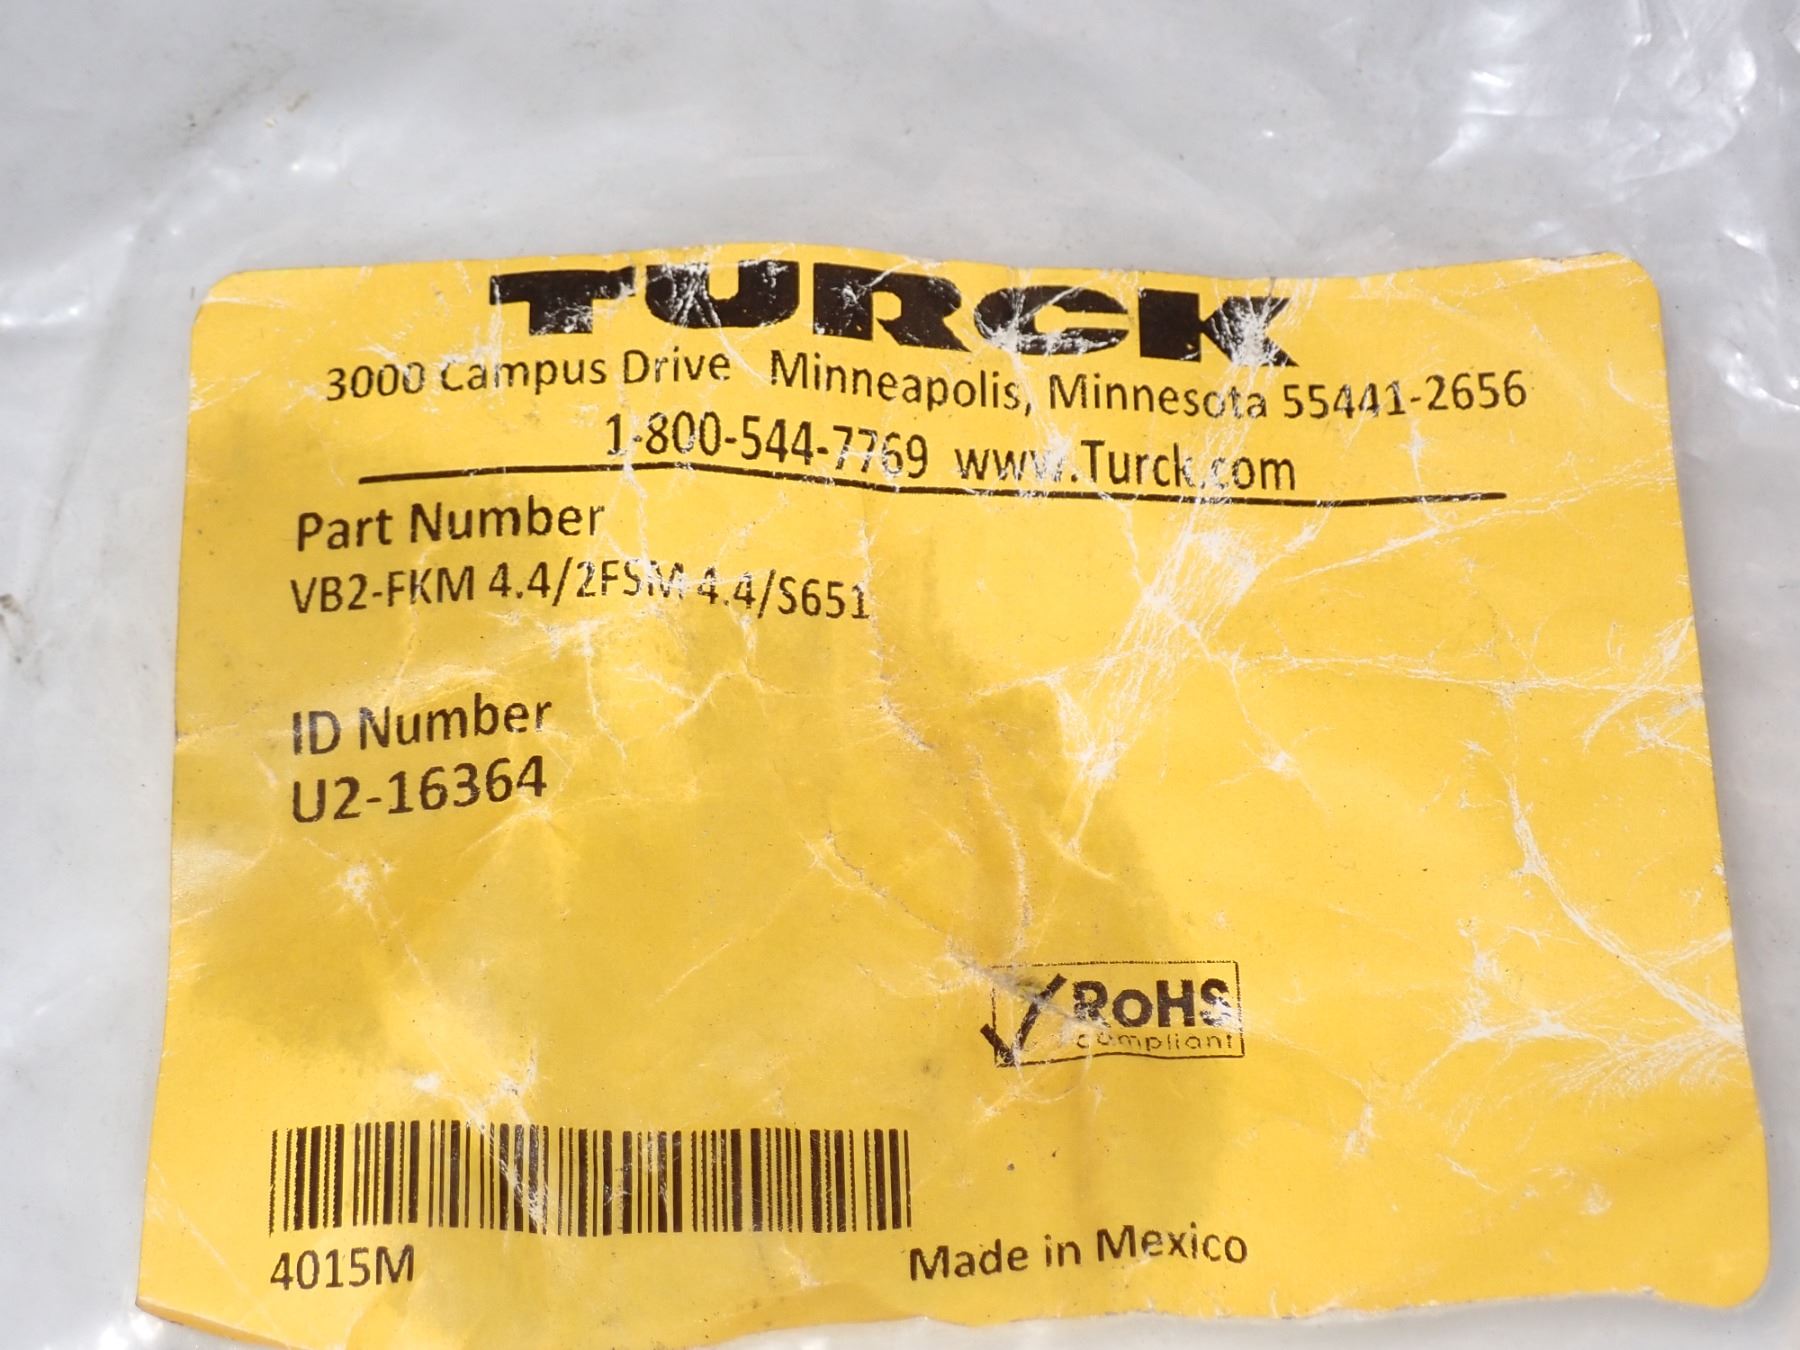 TURCK
3000 Campus Drive Minneapolis, Minnesota 55441-2656
1-800-544-7769 www.Turck.com
Part Number
VB2-FKM 4.4/2FSM 4.4/S651
ID Number
U2-16364
RoHS
Compliant
4015M
Made in Mexico